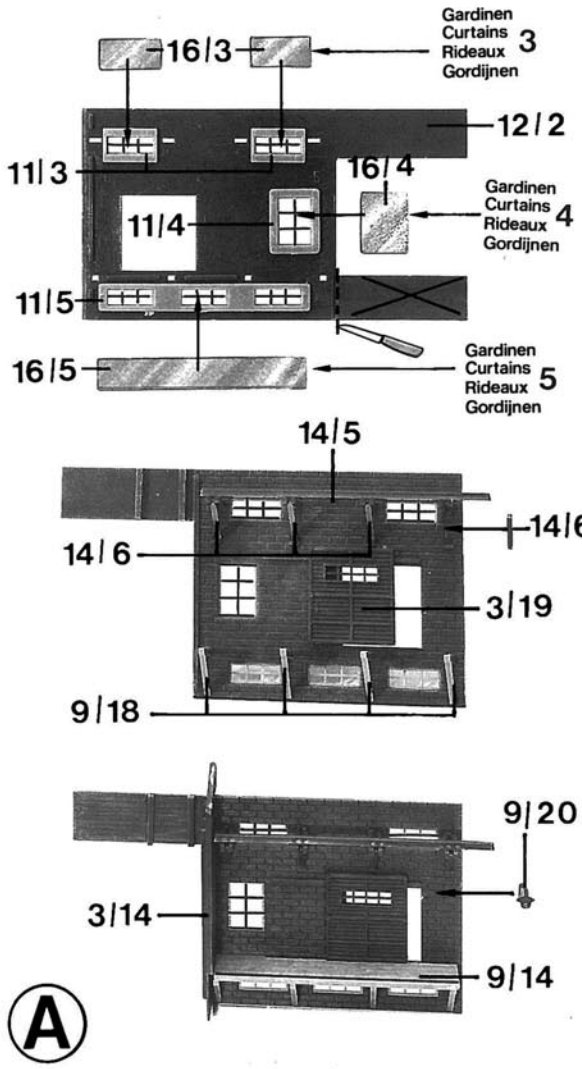 16/3
Gardinen
Curtains
Rideaux
Gordijnen
3
12/2
11/3
16/4
11/4
Gardinen
Curtains
Rideaux
Gordijnen
4
11/5
16/5
Gardinen
Curtains
Rideaux
Gordijnen
5
14/5
14/6
14/6
3/19
9/18
9/20
3/14
9/14
A